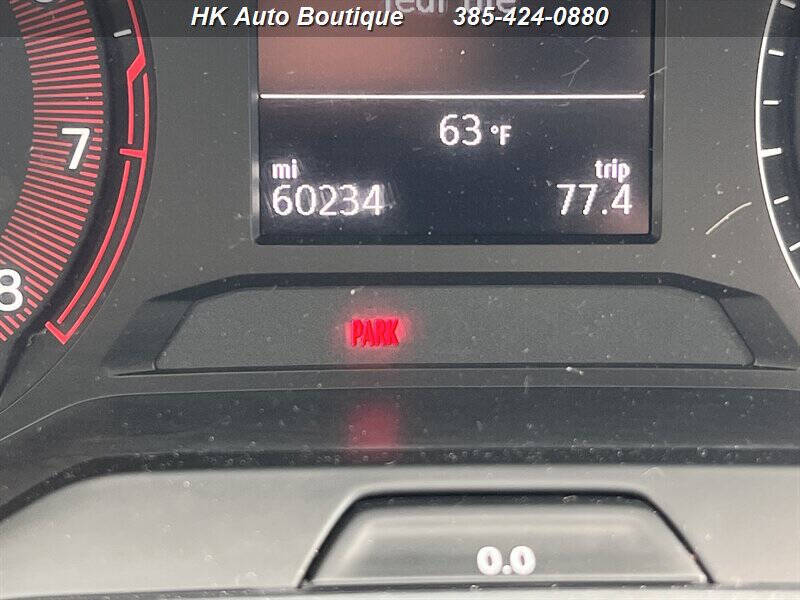 HK Auto Boutique 385-424-0880
63 °F
mi trip
60234 77.4
7
8
PARK
0.0